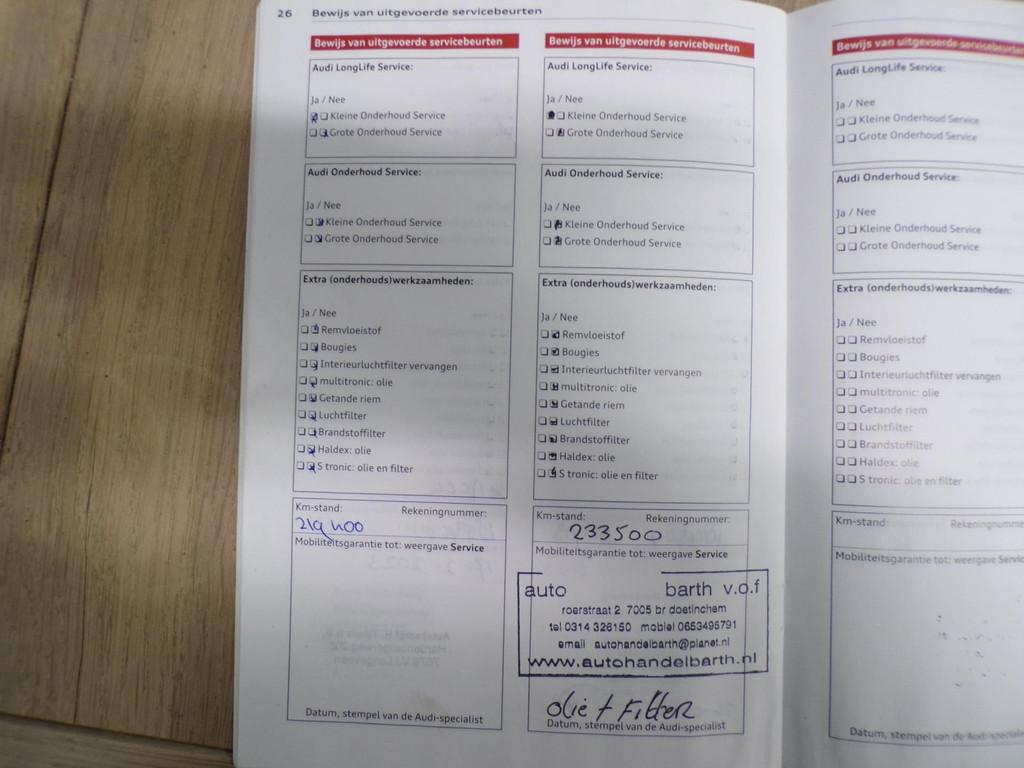 26 Bewijs van uitgevoerde servicebeurten
Bewijs van uitgevoerde servicebeurten
Audi LongLife Service:
Ja / Nee
Kleine Onderhoud Service
Grote Onderhoud Service
Audi Onderhoud Service:
Ja / Nee
Kleine Onderhoud Service
Grote Onderhoud Service
Extra (onderhouds)werkzaamheden:
Ja / Nee
Remvloeistof
Bougies
Interieurluchtfilter vervangen
multitronic: olie
Getande riem
Luchtfilter
Brandstoffilter
Haldex: olie
S tronic: olie en filter
Km-stand: Rekeningnummer:
219400
Mobiliteitsgarantie tot: weergave Service
Datum, stempel van de Audi-specialist
Bewijs van uitgevoerde servicebeurten
Audi LongLife Service:
Ja / Nee
Kleine Onderhoud Service
Grote Onderhoud Service
Audi Onderhoud Service:
Ja / Nee
Kleine Onderhoud Service
Grote Onderhoud Service
Extra (onderhouds)werkzaamheden:
Ja / Nee
Remvloeistof
Bougies
Interieurluchtfilter vervangen
multitronic: olie
Getande riem
Luchtfilter
Brandstoffilter
Haldex: olie
S tronic: olie en filter
Km-stand: Rekeningnummer:
233500
Mobiliteitsgarantie tot: weergave Service
auto barth v.o.f
roerstraat 2 7005 br doetinchem
tel 0314 326150 mobiel 0653495791
email autohandelbarth@planet.nl
www.autohandelbarth.nl
olie + Filter
Datum, stempel van de Audi-specialist
Bewijs van uitgevoerde servicebeurten
Audi LongLife Service:
Ja / Nee
Kleine Onderhoud Service
Grote Onderhoud Service
Audi Onderhoud Service:
Ja / Nee
Kleine Onderhoud Service
Grote Onderhoud Service
Extra (onderhouds)werkzaamheden:
Ja / Nee
Remvloeistof
Bougies
Interieurluchtfilter vervangen
multitronic: olie
Getande riem
Luchtfilter
Brandstoffilter
Haldex: olie
S tronic: olie en filter
Km-stand: Rekeningnumme
Mobiliteitsgarantie tot: weergave Servic
Datum, stempel van de Audi-speciali